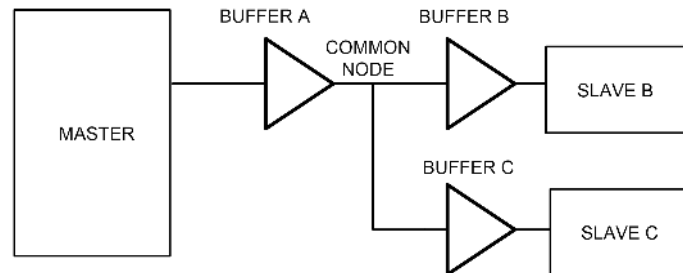 BUFFER A
BUFFER B
COMMON
NODE
MASTER
SLAVE B
BUFFER C
SLAVE C